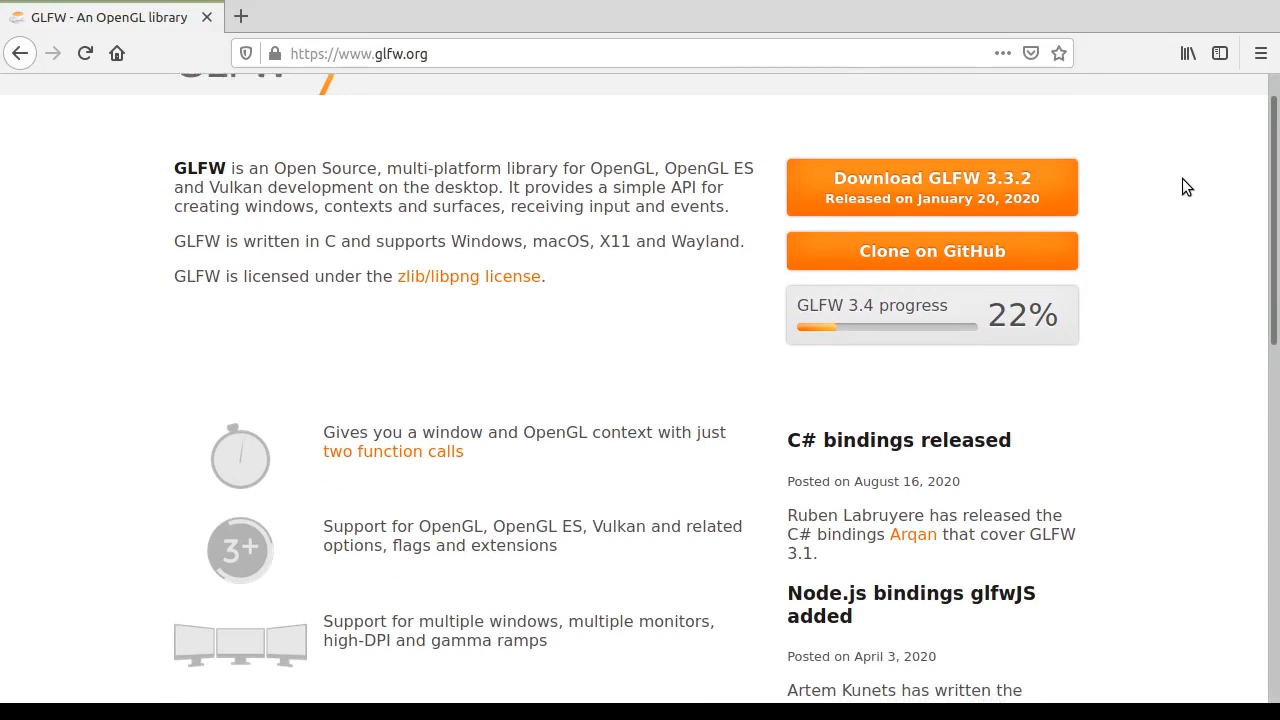 GLFW - An OpenGL library
https://www.glfw.org
GLFW is an Open Source, multi-platform library for OpenGL, OpenGL ES
and Vulkan development on the desktop. It provides a simple API for
creating windows, contexts and surfaces, receiving input and events.
GLFW is written in C and supports Windows, macOS, X11 and Wayland.
GLFW is licensed under the zlib/libpng license.
Download GLFW 3.3.2
Released on January 20, 2020
Clone on GitHub
GLFW 3.4 progress
22%
Gives you a window and OpenGL context with just
two function calls
3+
Support for OpenGL, OpenGL ES, Vulkan and related
options, flags and extensions
Support for multiple windows, multiple monitors,
high-DPI and gamma ramps
C# bindings released
Posted on August 16, 2020
Ruben Labruyere has released the
C# bindings Arqan that cover GLFW
3.1.
Node.js bindings glfwJS
added
Posted on April 3, 2020
Artem Kunets has written the